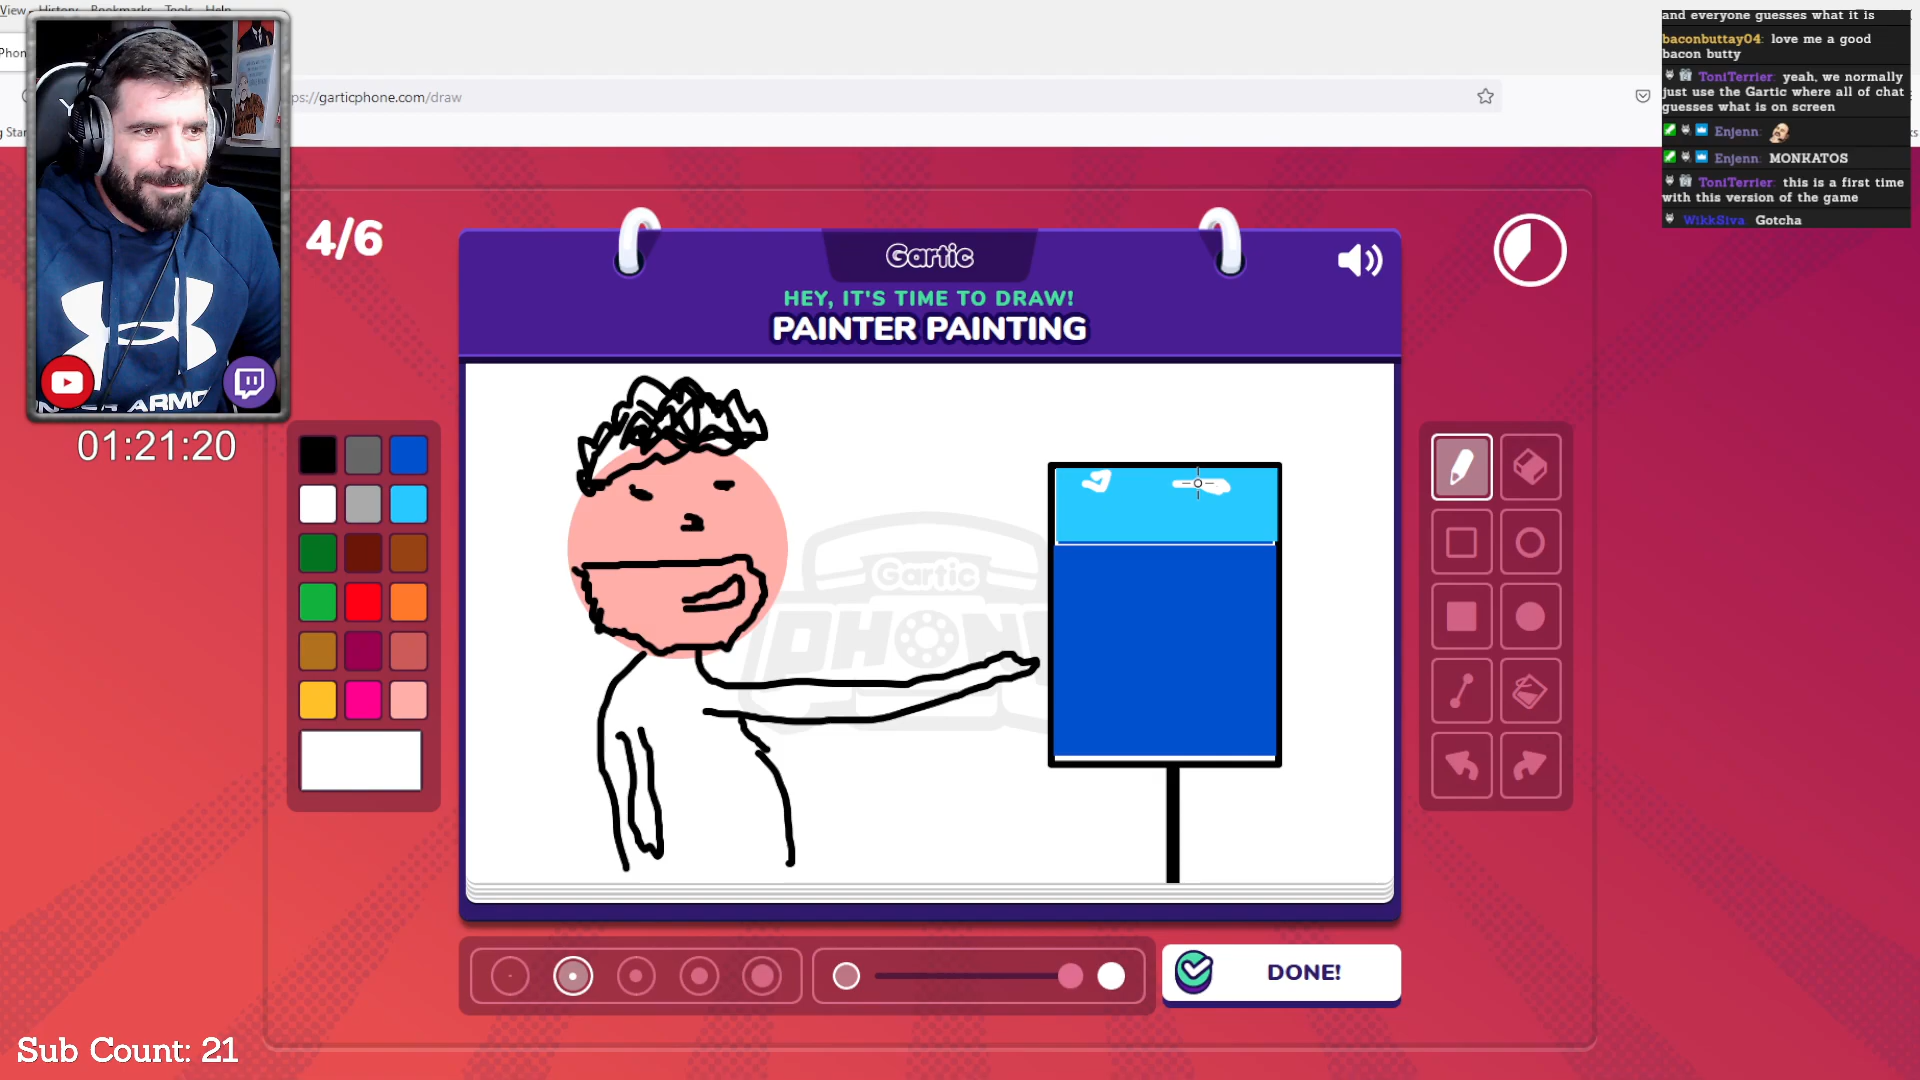 View History Bookmarks Tools Help
garticphone.com/draw
4/6
Gartic
HEY, IT'S TIME TO DRAW!
PAINTER PAINTING
Gartic
PHON
DONE!
01:21:20
Sub Count: 21
and everyone guesses what it is
baconbuttay04: love me a good
bacon butty
ToniTerrier: yeah, we normally
just use the Gartic where all of chat
guesses what is on screen
Enjenn:
Enjenn: MONKATOS
ToniTerrier: this is a first time
with this version of the game
WikkSiva: Gotcha